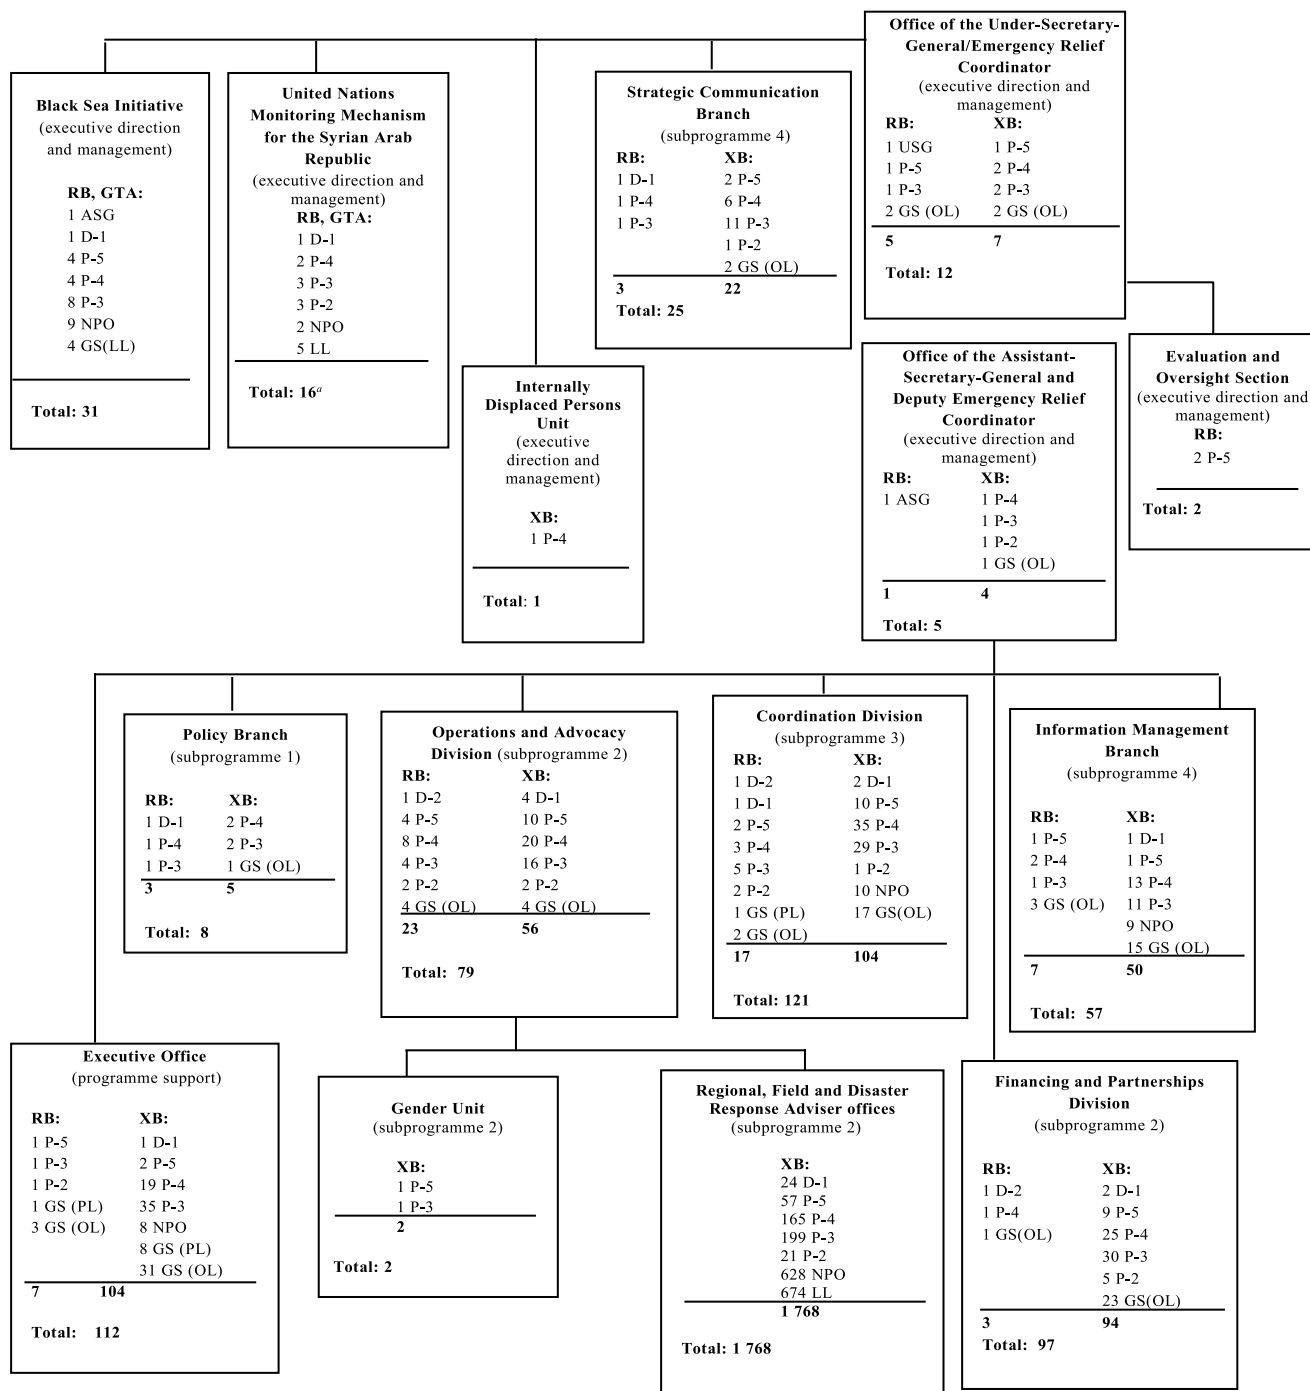 Office of the Under-Secretary-
General/Emergency Relief
Coordinator
(executive direction and
management)
RB: XB:
1 USG 1 P-5
1 P-5 2 P-4
1 P-3 2 P-3
2 GS (OL) 2 GS (OL)
5 7
Total: 12
Black Sea Initiative
(executive direction
and management)
RB, GTA:
1 ASG
1 D-1
4 P-5
4 P-4
8 P-3
9 NPO
4 GS(LL)
Total: 31
United Nations
Monitoring Mechanism
for the Syrian Arab
Republic
(executive direction and
management)
RB, GTA:
1 D-1
2 P-4
3 P-3
3 P-2
2 NPO
5 LL
Total: 16a
Internally
Displaced Persons
Unit
(executive
direction and
management)
XB:
1 P-4
Total: 1
Strategic Communication
Branch
(subprogramme 4)
RB: XB:
1 D-1 2 P-5
1 P-4 6 P-4
1 P-3 11 P-3
1 P-2
2 GS (OL)
3 22
Total: 25
Office of the Assistant-
Secretary-General and
Deputy Emergency Relief
Coordinator
(executive direction and
management)
RB: XB:
1 ASG 1 P-4
1 P-3
1 P-2
1 GS (OL)
1 4
Total: 5
Evaluation and
Oversight Section
(executive direction and
management)
RB:
2 P-5
Total: 2
Policy Branch
(subprogramme 1)
RB: XB:
1 D-1 2 P-4
1 P-4 2 P-3
1 P-3 1 GS (OL)
3 5
Total: 8
Operations and Advocacy
Division (subprogramme 2)
RB: XB:
1 D-2 4 D-1
4 P-5 10 P-5
8 P-4 20 P-4
4 P-3 16 P-3
2 P-2 2 P-2
4 GS (OL) 4 GS (OL)
23 56
Total: 79
Coordination Division
(subprogramme 3)
RB: XB:
1 D-2 2 D-1
1 D-1 10 P-5
2 P-5 35 P-4
3 P-4 29 P-3
5 P-3 1 P-2
2 P-2 10 NPO
1 GS (PL) 17 GS(OL)
2 GS (OL)
17 104
Total: 121
Information Management
Branch
(subprogramme 4)
RB: XB:
1 P-5 1 D-1
2 P-4 1 P-5
1 P-3 13 P-4
3 GS (OL) 11 P-3
9 NPO
15 GS (OL)
7 50
Total: 57
Executive Office
(programme support)
RB: XB:
1 P-5 1 D-1
1 P-3 2 P-5
1 P-2 19 P-4
1 GS (PL) 35 P-3
3 GS (OL) 8 NPO
8 GS (PL)
31 GS (OL)
7 104
Total: 112
Gender Unit
(subprogramme 2)
XB:
1 P-5
1 P-3
2
Total: 2
Regional, Field and Disaster
Response Adviser offices
(subprogramme 2)
XB:
24 D-1
57 P-5
165 P-4
199 P-3
21 P-2
628 NPO
674 LL
1 768
Total: 1 768
Financing and Partnerships
Division
(subprogramme 2)
RB: XB:
1 D-2 2 D-1
1 P-4 9 P-5
1 GS(OL) 25 P-4
30 P-3
5 P-2
23 GS(OL)
3 94
Total: 97